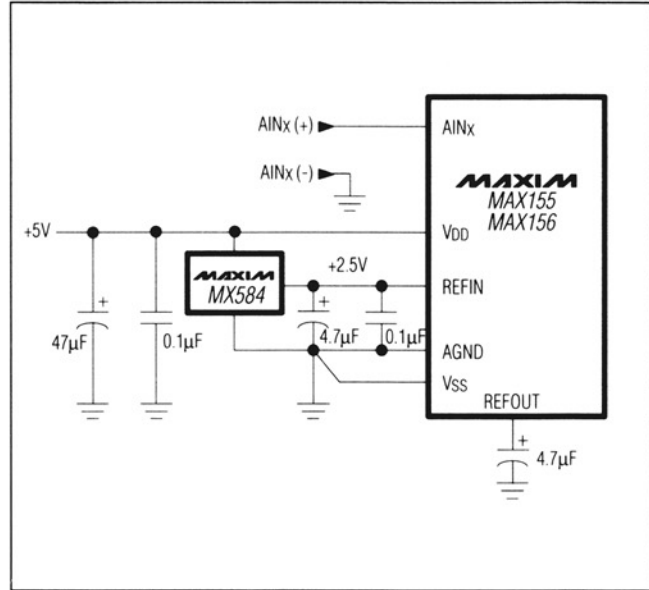 AINx (+)
AINx
AINx (-)
MAXIM
MAX155
MAX156
+5V
VDD
MAXIM
MX584
+2.5V
REFIN
+
+
47µF
0.1µF
4.7µF
0.1µF
AGND
VSS
REFOUT
+
4.7µF